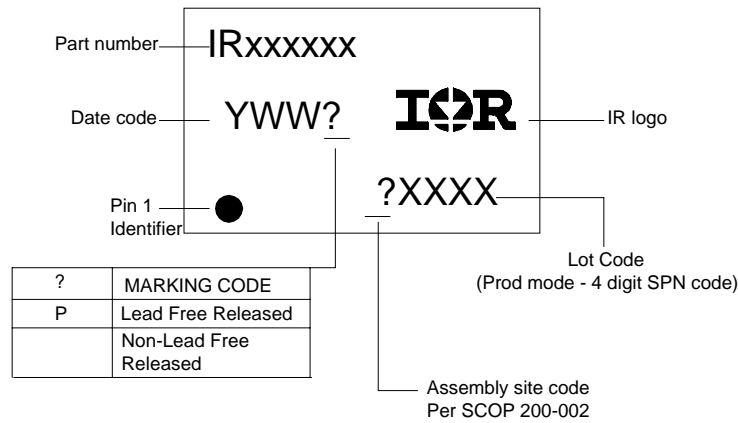 Part number
IRxxxxxx
Date code
YWW?
IOR
IR logo
?XXXX
Pin 1
Identifier
Lot Code
(Prod mode - 4 digit SPN code)
? MARKING CODE
P Lead Free Released
Non-Lead Free
Released
Assembly site code
Per SCOP 200-002